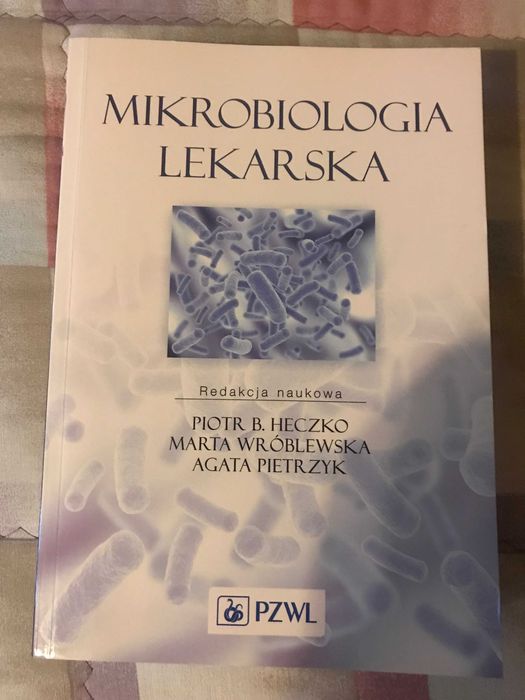 MIKROBIOLOGIA
LEKARSKA
Redakcja naukowa
PIOTR B. HECZKO
MARTA WRÓBLEWSKA
AGATA PIETRZYK
PZWL